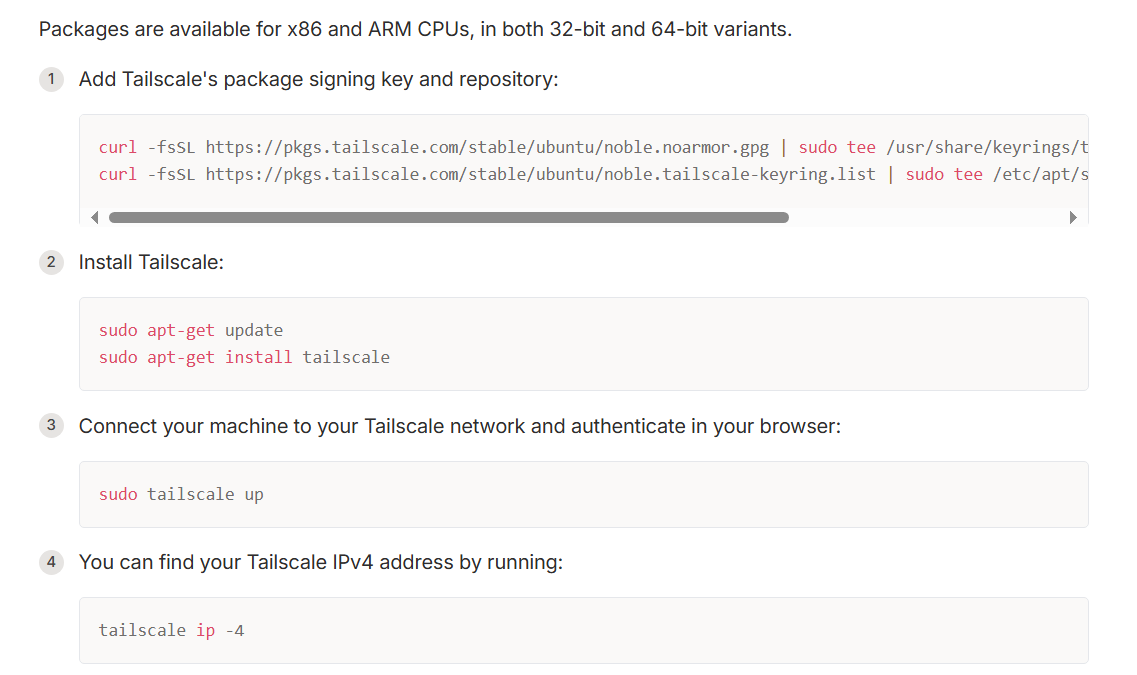 Packages are available for x86 and ARM CPUs, in both 32-bit and 64-bit variants.
1 Add Tailscale's package signing key and repository:
curl -fsSL https://pkgs.tailscale.com/stable/ubuntu/noble.noarmor.gpg | sudo tee /usr/share/keyrings/t
curl -fsSL https://pkgs.tailscale.com/stable/ubuntu/noble.tailscale-keyring.list | sudo tee /etc/apt/s
2 Install Tailscale:
sudo apt-get update
sudo apt-get install tailscale
3 Connect your machine to your Tailscale network and authenticate in your browser:
sudo tailscale up
4 You can find your Tailscale IPv4 address by running:
tailscale ip -4